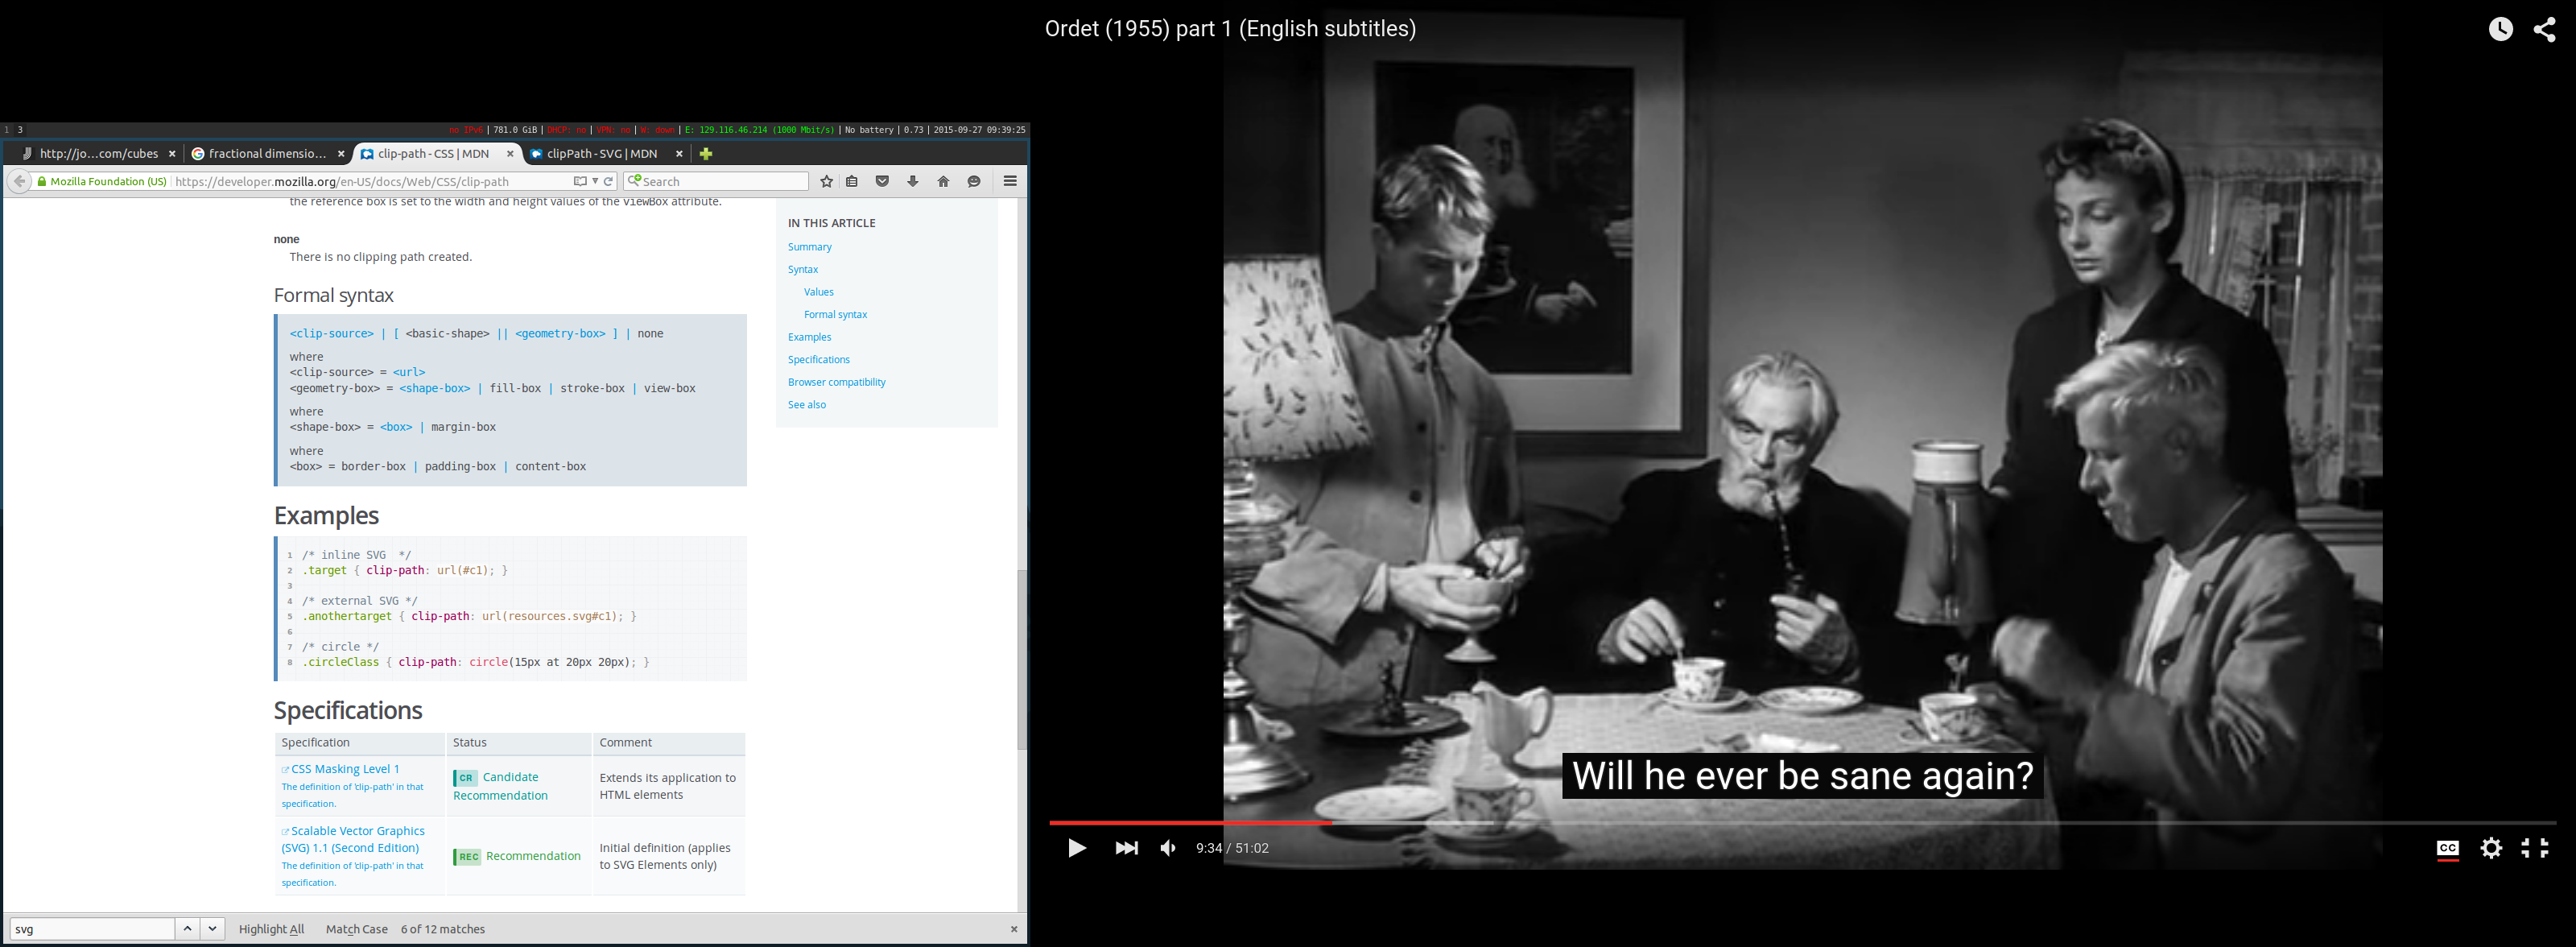 1 3
no IPv6 | 781.0 GiB | DHCP: no | VPN: no | W: down | E: 129.116.46.214 (1000 Mbit/s) | No battery | 0.73 | 2015-09-27 09:39:25
http://jo...com/cubes
fractional dimensio...
clip-path - CSS | MDN
clipPath - SVG | MDN
Mozilla Foundation (US)
https://developer.mozilla.org/en-US/docs/Web/CSS/clip-path
Search
the reference box is set to the width and height values of the viewBox attribute.
none
There is no clipping path created.
Formal syntax
<clip-source> | [ <basic-shape> || <geometry-box> ] | none
where
<clip-source> = <url>
<geometry-box> = <shape-box> | fill-box | stroke-box | view-box
where
<shape-box> = <box> | margin-box
where
<box> = border-box | padding-box | content-box
Examples
1 /* inline SVG  */
2 .target { clip-path: url(#c1); }
3
4 /* external SVG */
5 .anothertarget { clip-path: url(resources.svg#c1); }
6
7 /* circle */
8 .circleClass { clip-path: circle(15px at 20px 20px); }
Specifications
Specification Status Comment
CSS Masking Level 1
The definition of 'clip-path' in that
specification.
CR Candidate
Recommendation
Extends its application to
HTML elements
Scalable Vector Graphics
(SVG) 1.1 (Second Edition)
The definition of 'clip-path' in that
specification.
REC Recommendation
Initial definition (applies
to SVG Elements only)
IN THIS ARTICLE
Summary
Syntax
Values
Formal syntax
Examples
Specifications
Browser compatibility
See also
svg
Highlight All
Match Case
6 of 12 matches
Ordet (1955) part 1 (English subtitles)
Will he ever be sane again?
9:34 / 51:02
CC